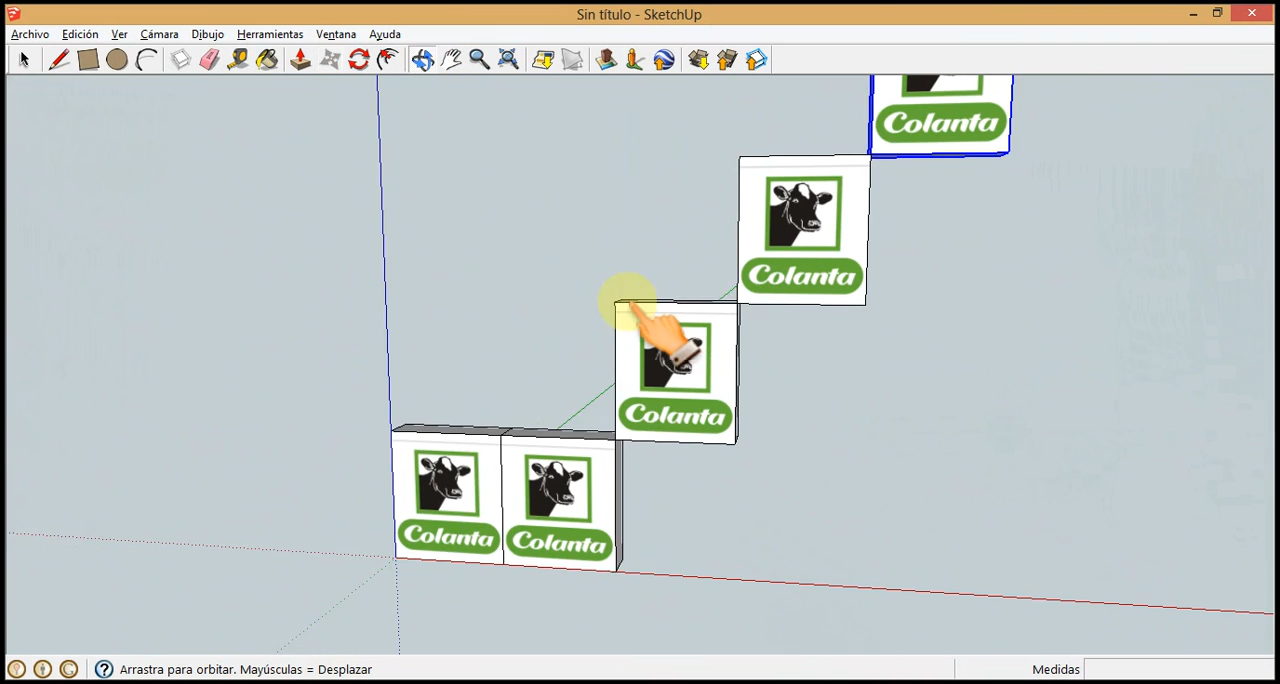 Sin título - SketchUp
Archivo Edición Ver Cámara Dibujo Herramientas Ventana Ayuda
Colanta
Colanta
Colanta
Colanta
Colanta
Arrastra para orbitar. Mayúsculas = Desplazar
Medidas